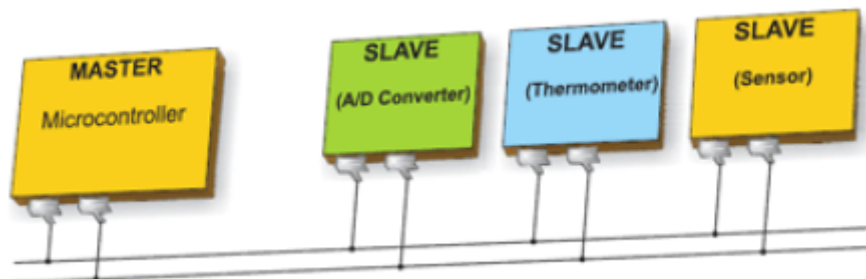 MASTER
Microcontroller
SLAVE
(A/D Converter)
SLAVE
(Thermometer)
SLAVE
(Sensor)